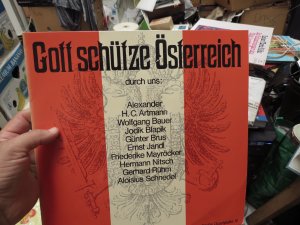 Gott schütze Österreich
durch uns:
Alexander
H. C. Artmann
Wolfgang Bauer
Jodik Blapik
Günter Brus
Ernst Jandl
Friederike Mayröcker
Hermann Nitsch
Gerhard Rühm
Aloisius Schnedel